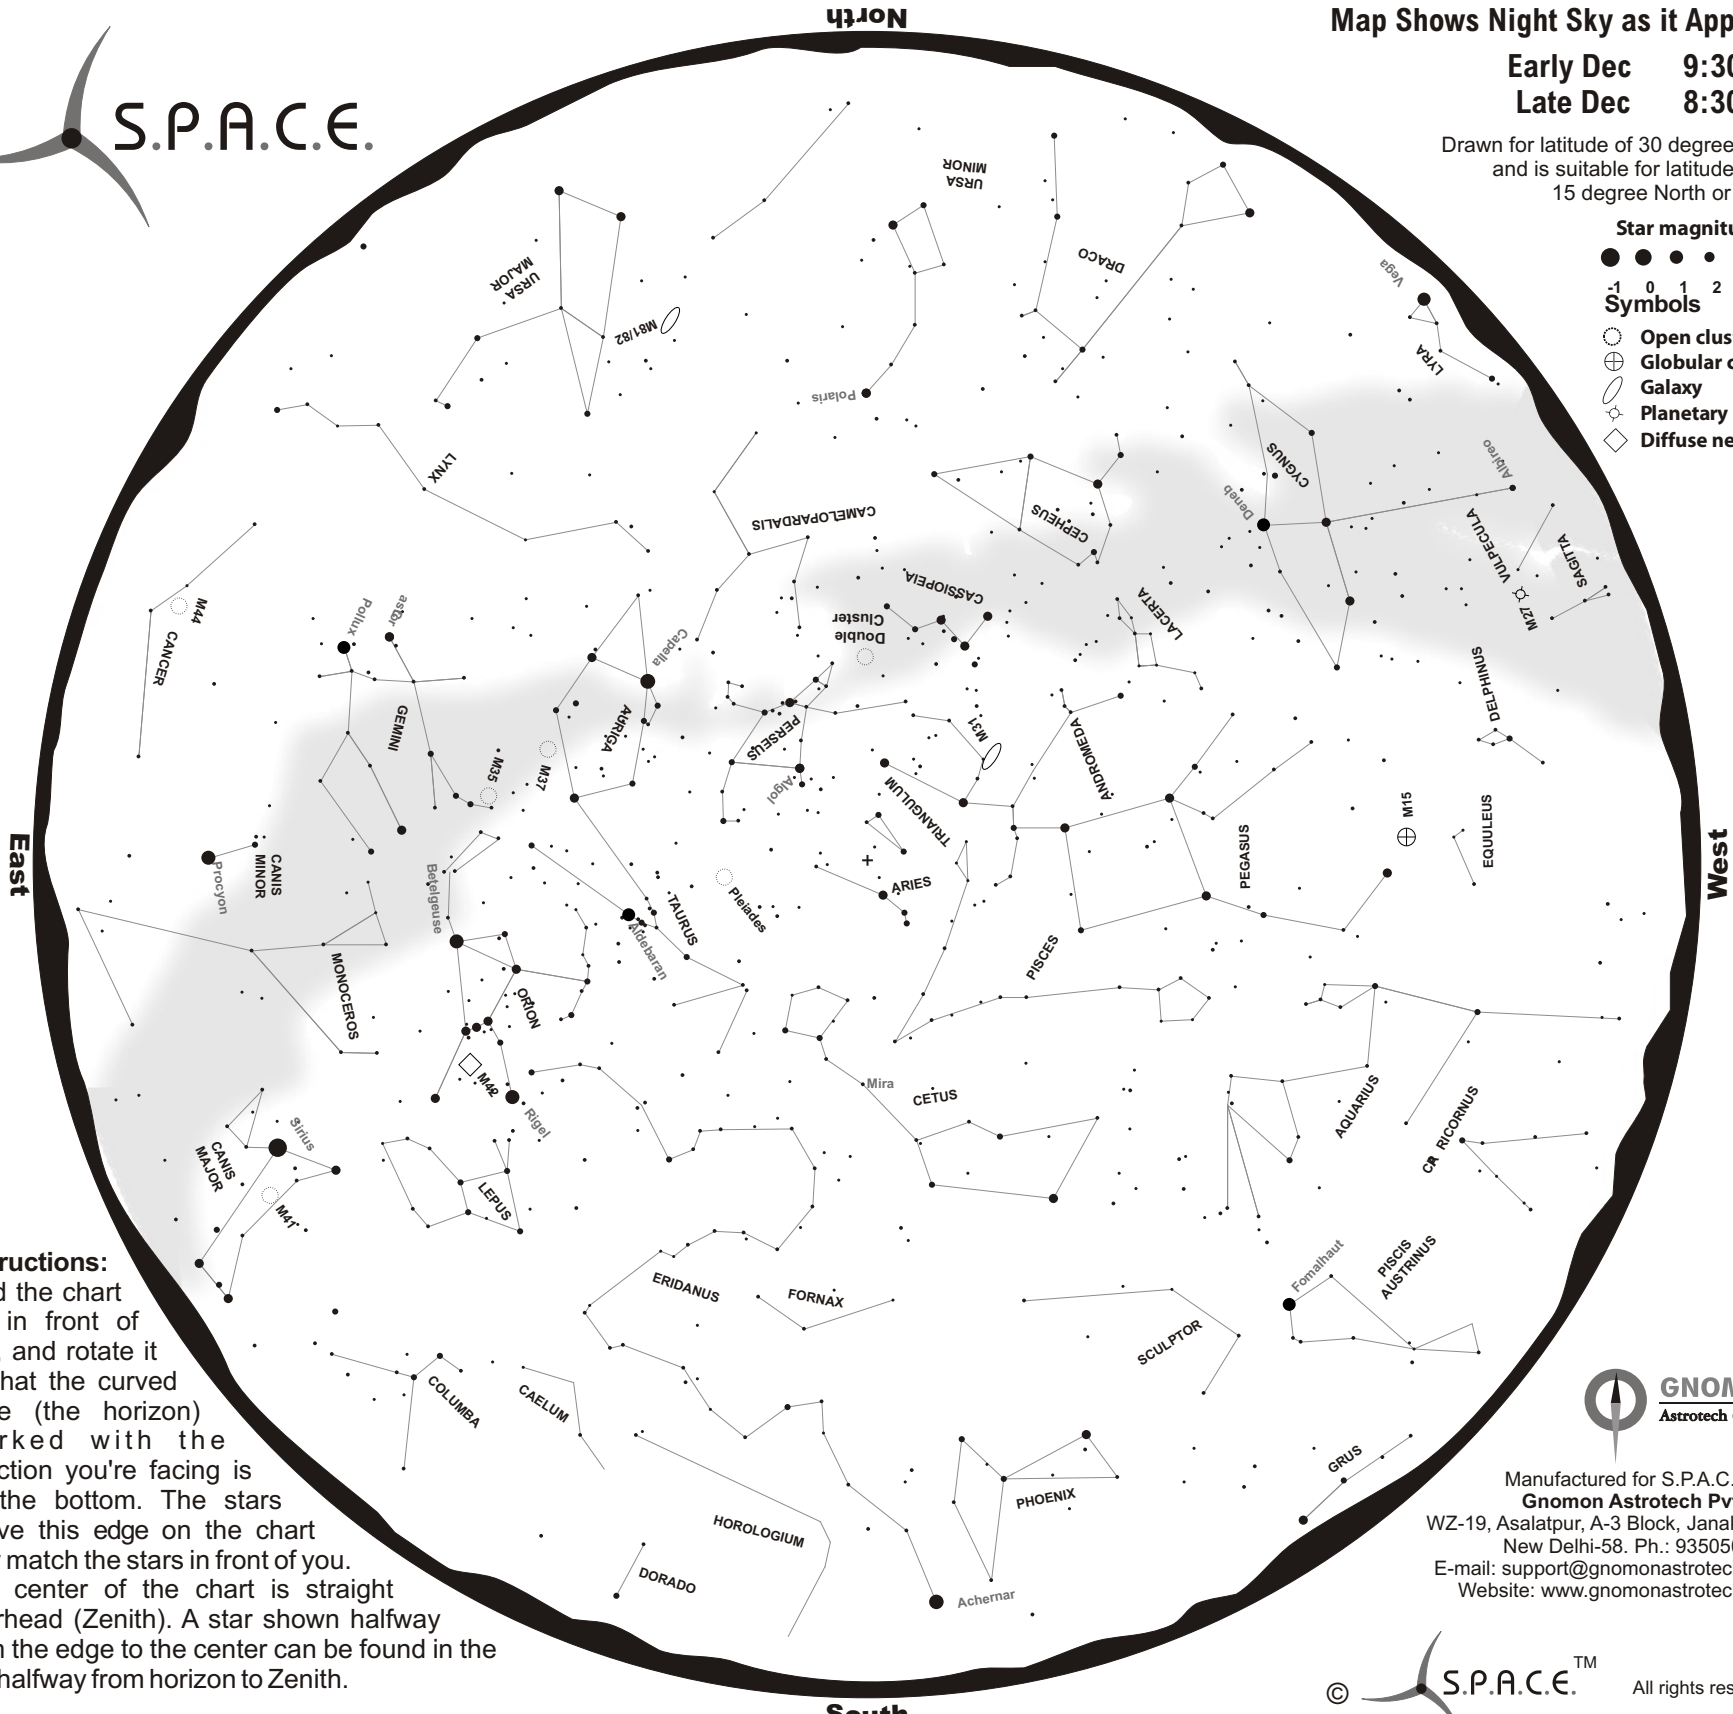 North
Map Shows Night Sky as it App
Early Dec 9:30
Late Dec 8:30
Drawn for latitude of 30 degree
and is suitable for latitude
15 degree North or
Star magnitu
-1 0 1 2
Symbols
Open clus
Globular c
Galaxy
Planetary
Diffuse ne
S.P.A.C.E.
URSA
MINOR
URSA
MAJOR
M81/82
DRACO
Vega
LYRA
Polaris
LYNX
CAMELOPARDALIS
CEPHEUS
CYGNUS
Deneb
Albireo
VULPECULA
SAGITTA
M27
CASSIOPEIA
Double
Cluster
LACERTA
DELPHINUS
M44
CANCER
Pollux
astor
GEMINI
Capella
AURIGA
M35
M37
PERSEUS
Algol
M31
TRIANGULUM
ANDROMEDA
PEGASUS
M15
EQUULEUS
East
West
Procyon
CANIS
MINOR
Betelgeuse
TAURUS
Aldebaran
Pleiades
ARIES
PISCES
MONOCEROS
ORION
M42
Rigel
Mira
CETUS
AQUARIUS
CAPRICORNUS
Sirius
CANIS
MAJOR
M41
LEPUS
ERIDANUS
FORNAX
SCULPTOR
Fomalhaut
PISCIS
AUSTRINUS
COLUMBA
CAELUM
HOROLOGIUM
DORADO
PHOENIX
GRUS
Achernar
South
ructions:
d the chart
in front of
, and rotate it
hat the curved
e (the horizon)
rked with the
ction you're facing is
the bottom. The stars
ve this edge on the chart
r match the stars in front of you.
center of the chart is straight
rhead (Zenith). A star shown halfway
n the edge to the center can be found in the
halfway from horizon to Zenith.
GNOM
Astrotech
Manufactured for S.P.A.C.
Gnomon Astrotech Pv
WZ-19, Asalatpur, A-3 Block, Janal
New Delhi-58. Ph.: 93505
E-mail: support@gnomonastrotec
Website: www.gnomonastrotec
© S.P.A.C.E.™ All rights res